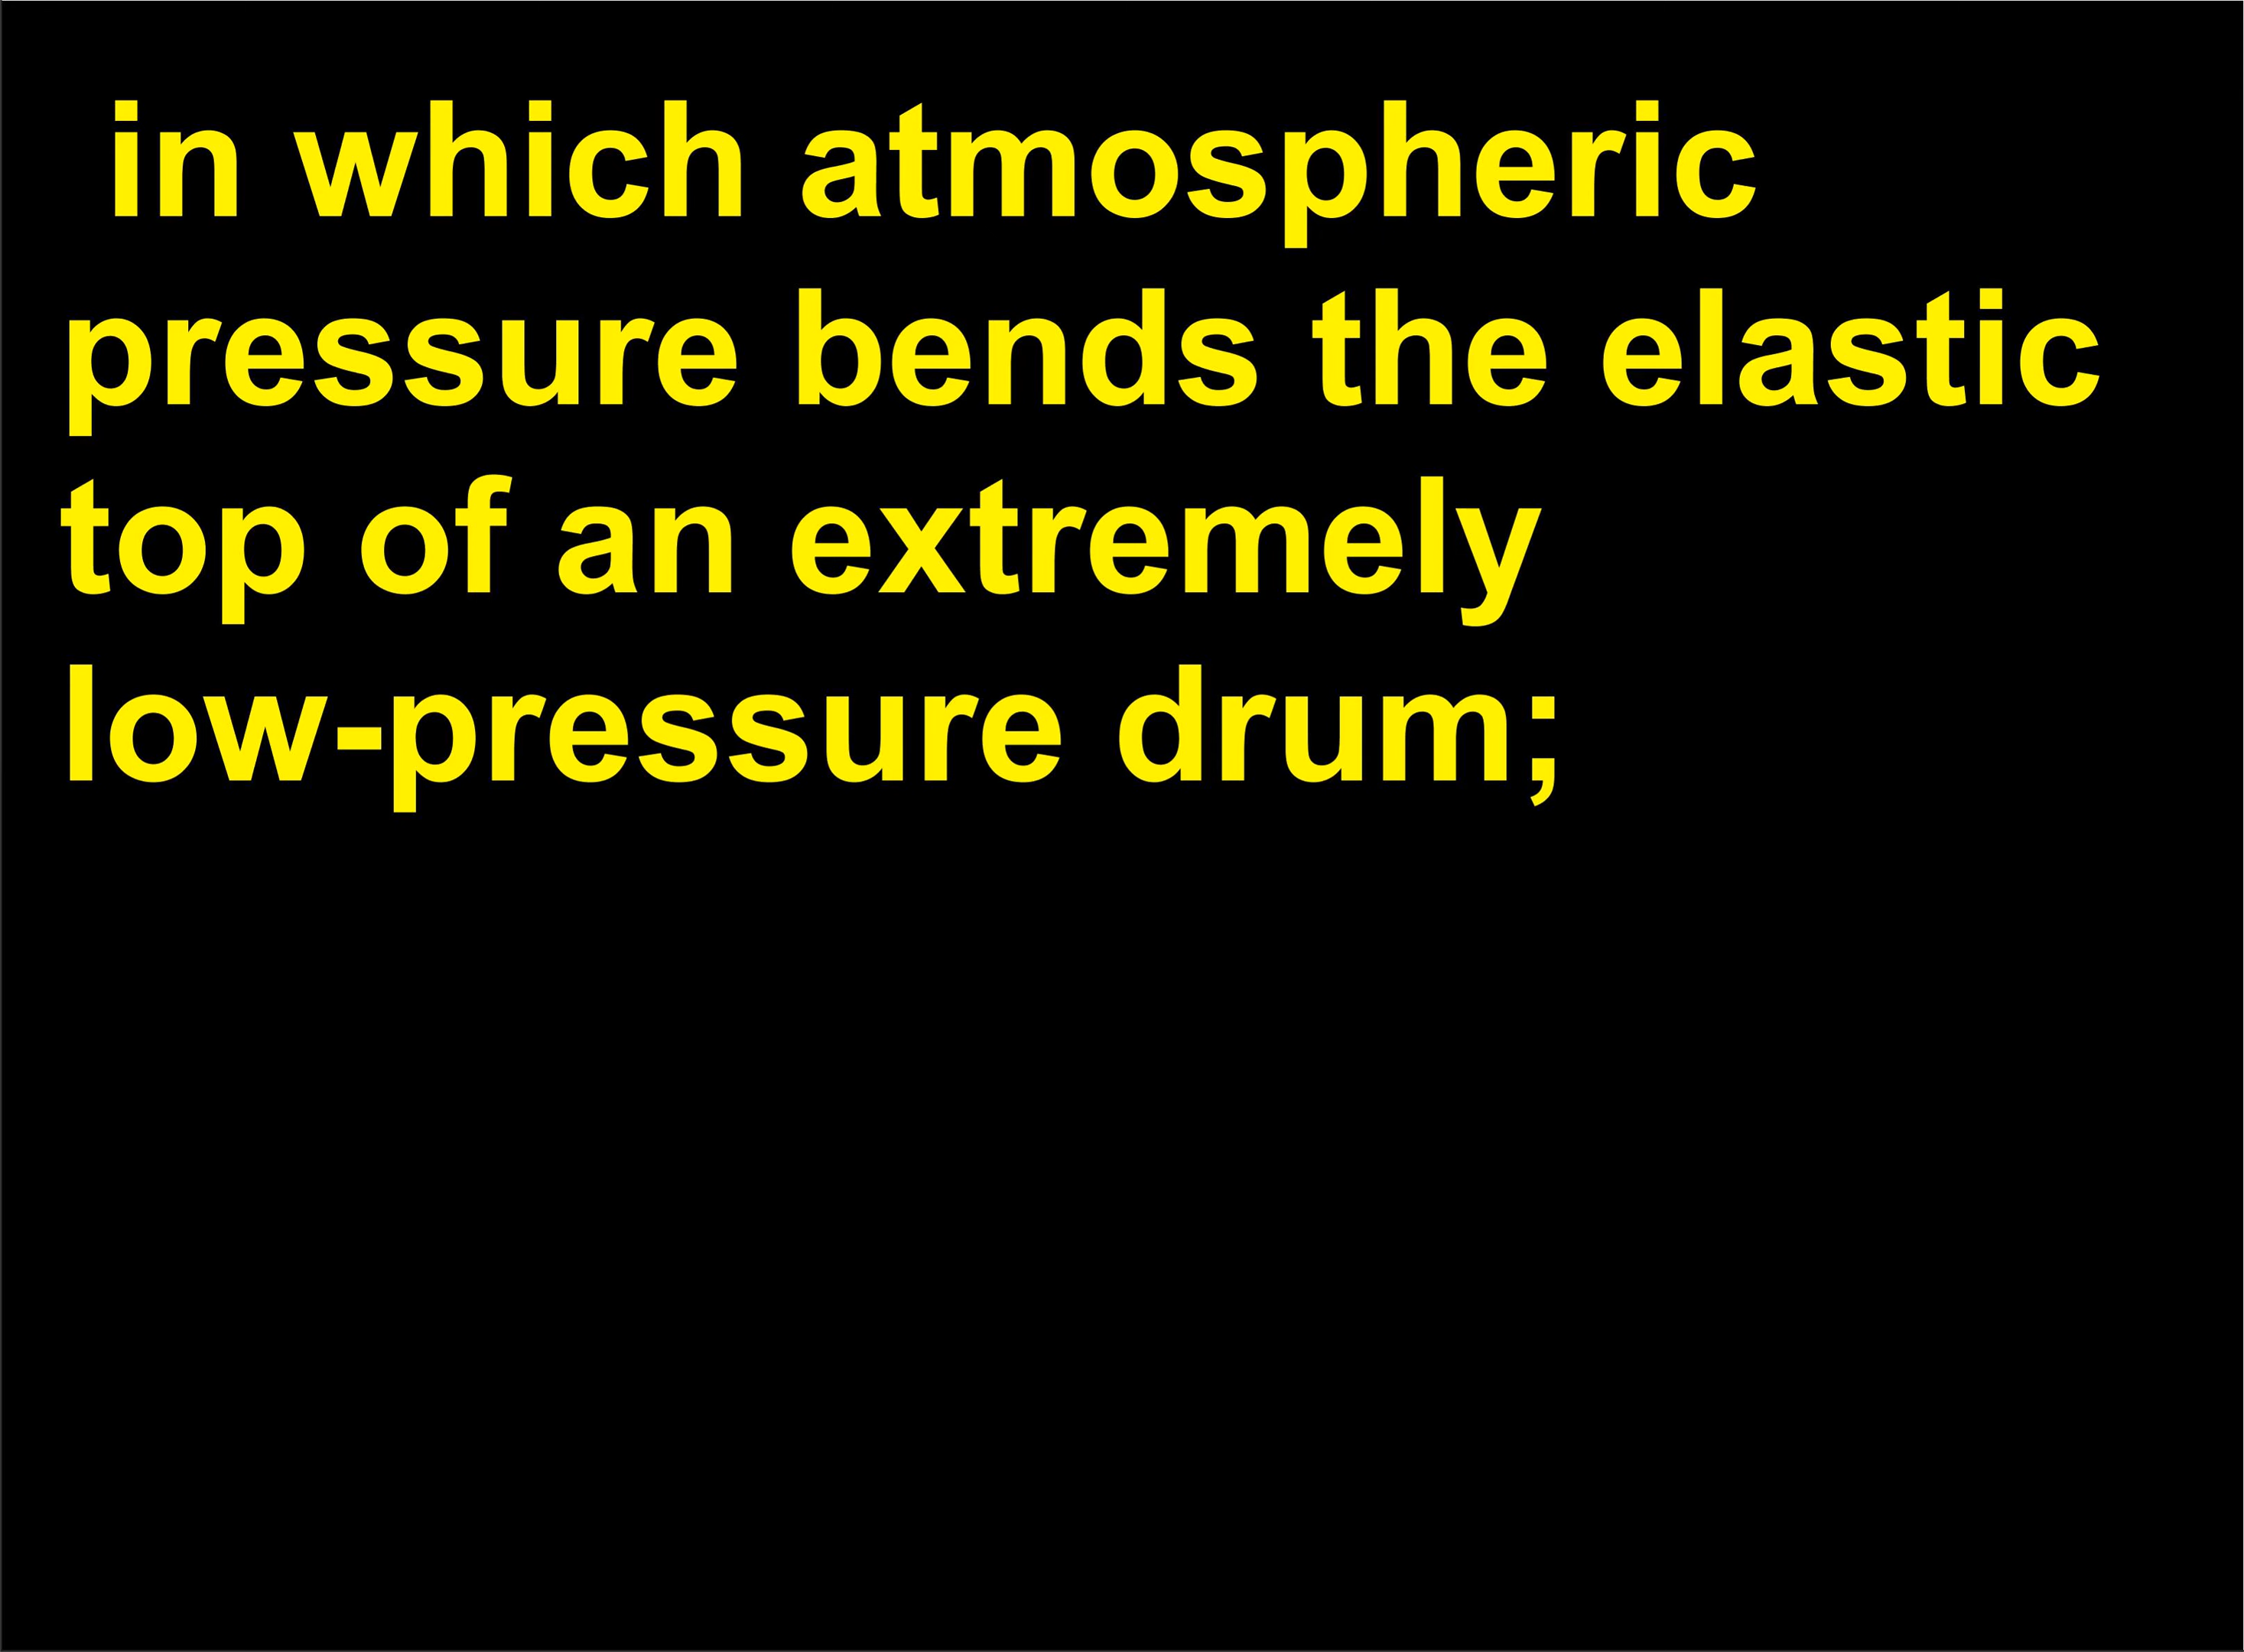 in which atmospheric
pressure bends the elastic
top of an extremely
low-pressure drum;